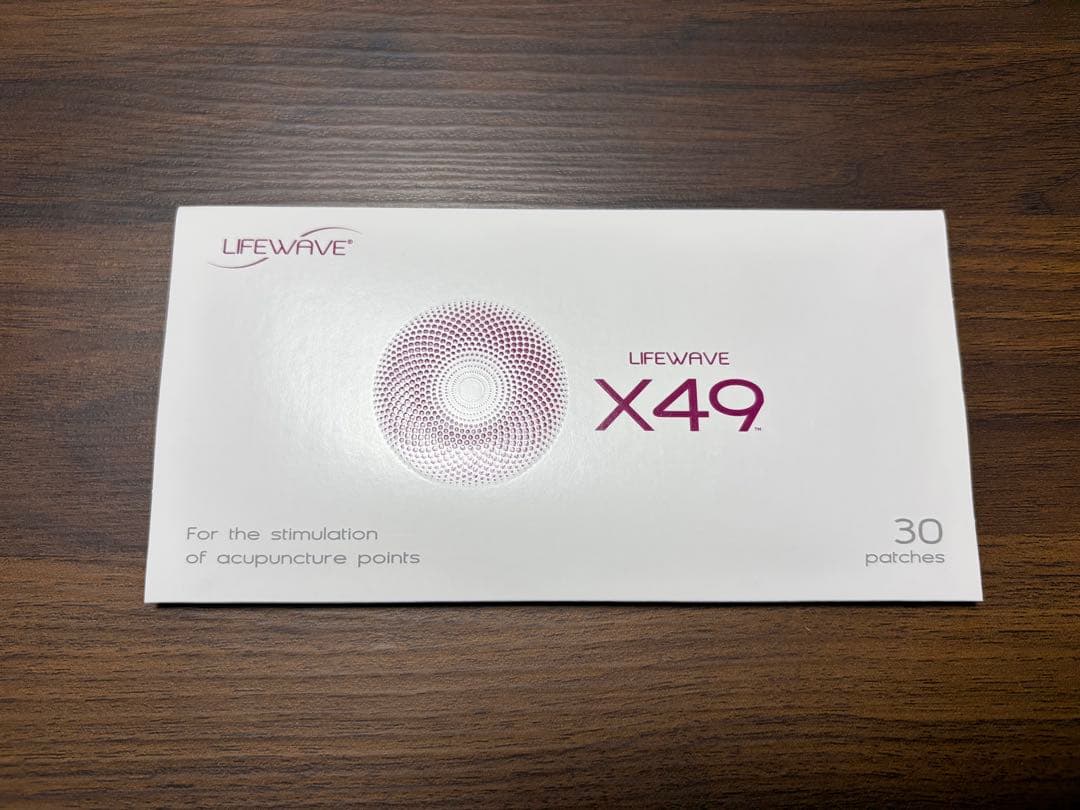 LIFEWAVE®
LIFEWAVE
X49™
For the stimulation
of acupuncture points
30
patches